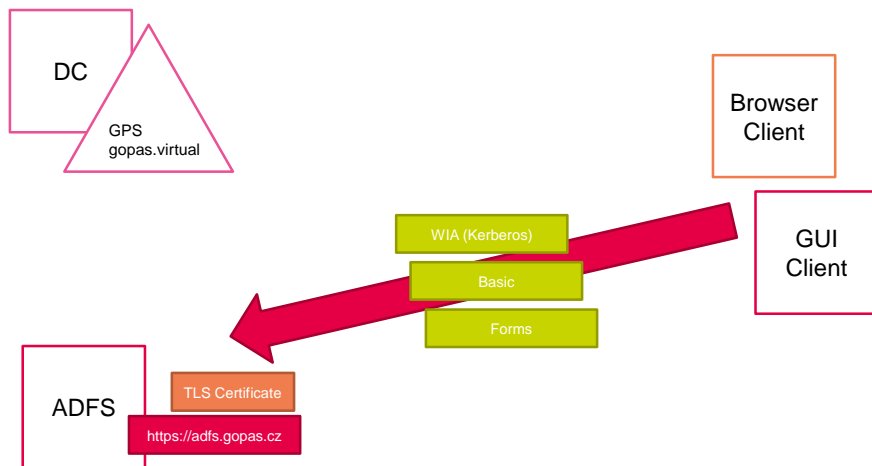 DC
GPS
gopas.virtual
Browser
Client
WIA (Kerberos)
GUI
Client
Basic
Forms
TLS Certificate
ADFS
https://adfs.gopas.cz